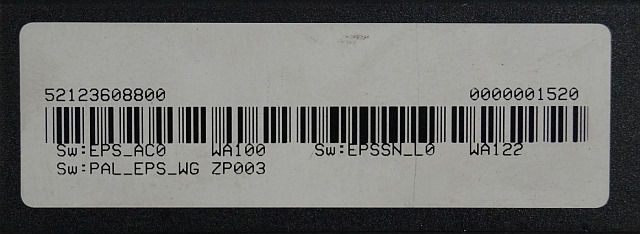 52123608800 0000001520
Sw:EPS_AC0 WA100 Sw:EPSSN_L0 WA122
Sw:PAL_EPS_WG ZP003